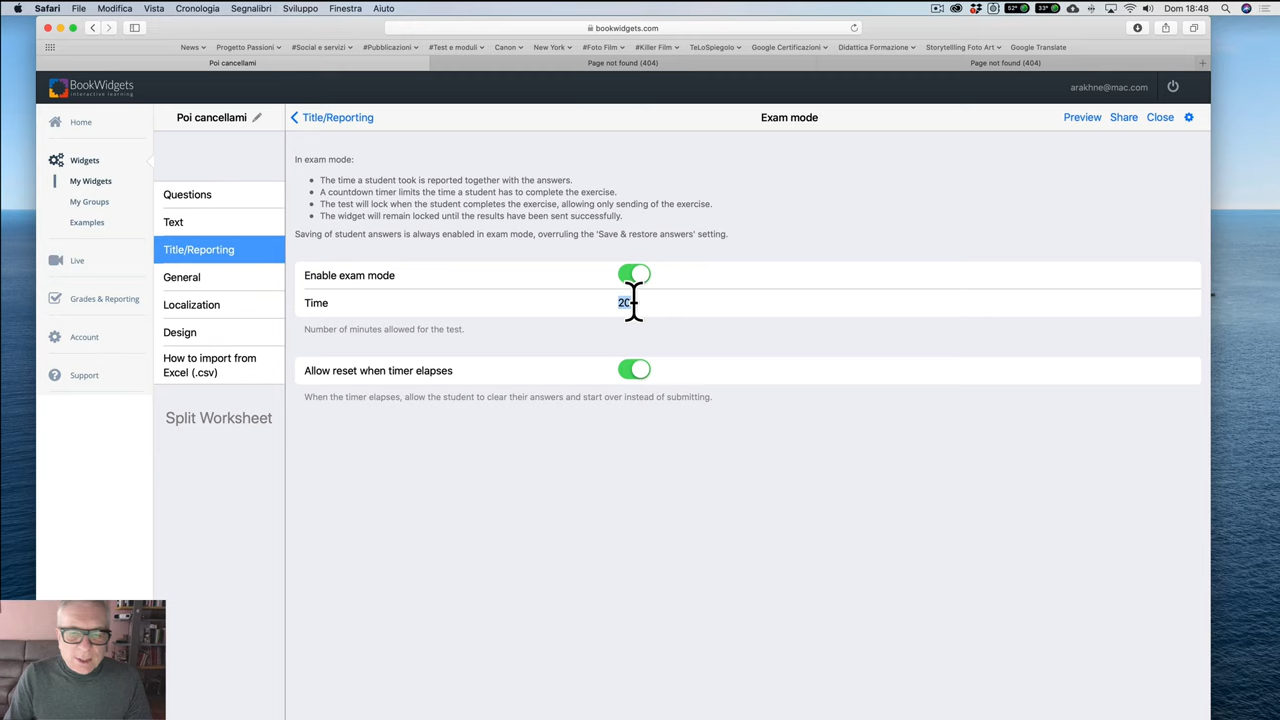 Safari Archivio Modifica Vista Cronologia Segnalibri Sviluppo Finestra Aiuto 52° 33° Dom 18:48
bookwidgets.com
News Progetto Passioni #Social e servizi #Pubblicazioni #Test e moduli Canon New York #Foto Film #Killer Film TeLoSpiegolo Google Certificazioni Didattica Formazione Storytellling Foto Art Google Translate
Poi cancellami Page not found (404) Page not found (404)
BookWidgets
interactive learning
arakhne@mac.com
Home
Widgets
My Widgets
My Groups
Examples
Live
Grades & Reporting
Account
Support
Poi cancellami
Questions
Text
Title/Reporting
General
Localization
Design
How to import from
Excel (.csv)
Split Worksheet
Title/Reporting Exam mode Preview Share Close
In exam mode:
• The time a student took is reported together with the answers.
• A countdown timer limits the time a student has to complete the exercise.
• The test will lock when the student completes the exercise, allowing only sending of the exercise.
• The widget will remain locked until the results have been sent successfully.
Saving of student answers is always enabled in exam mode, overruling the 'Save & restore answers' setting.
Enable exam mode
Time 20
Number of minutes allowed for the test.
Allow reset when timer elapses
When the timer elapses, allow the student to clear their answers and start over instead of submitting.